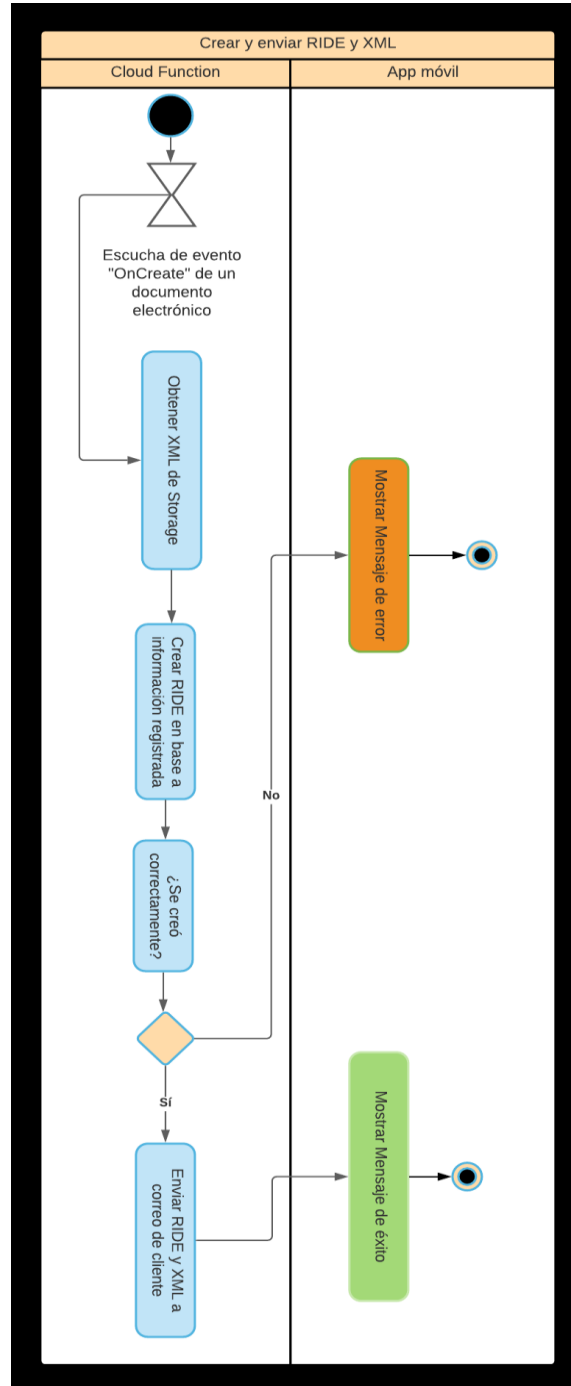 Crear y enviar RIDE y XML
Cloud Function
App móvil
Escucha de evento
"OnCreate" de un
documento
electrónico
Obtener XML de Storage
Mostrar Mensaje de error
Crear RIDE en base a
información registrada
No
¿Se creó
correctamente?
Sí
Enviar RIDE y XML a
correo de cliente
Mostrar Mensaje de éxito